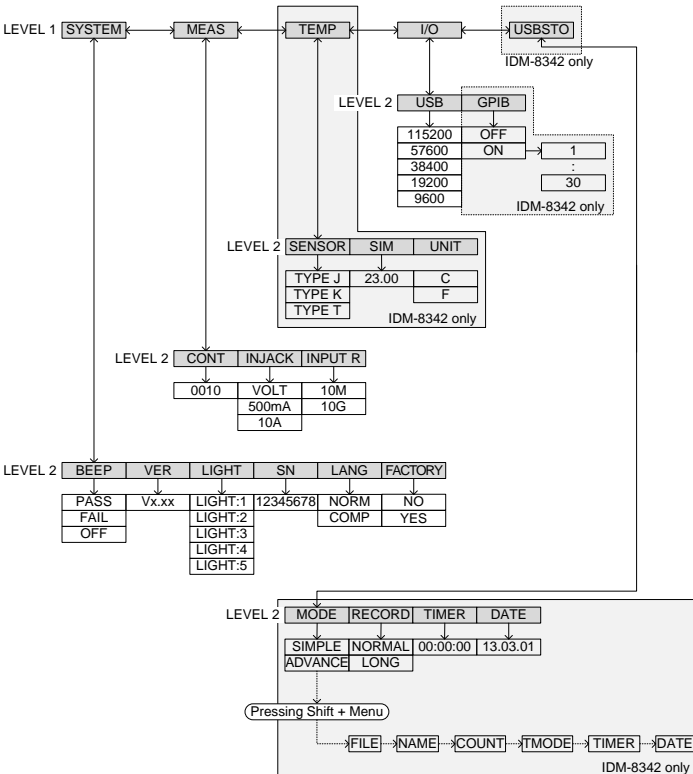 LEVEL 1 SYSTEM MEAS TEMP I/O USBSTO
IDM-8342 only
LEVEL 2 USB GPIB
115200 OFF
57600 ON 1
38400 :
19200 30
9600
IDM-8342 only
LEVEL 2 SENSOR SIM UNIT
TYPE J 23.00 C
TYPE K F
TYPE T
IDM-8342 only
LEVEL 2 CONT INJACK INPUT R
0010 VOLT 10M
500mA 10G
10A
LEVEL 2 BEEP VER LIGHT SN LANG FACTORY
PASS Vx.xx LIGHT:1 12345678 NORM NO
FAIL LIGHT:2 COMP YES
OFF LIGHT:3
LIGHT:4
LIGHT:5
LEVEL 2 MODE RECORD TIMER DATE
SIMPLE NORMAL 00:00:00 13.03.01
ADVANCE LONG
Pressing Shift + Menu
FILE NAME COUNT TMODE TIMER DATE
IDM-8342 only